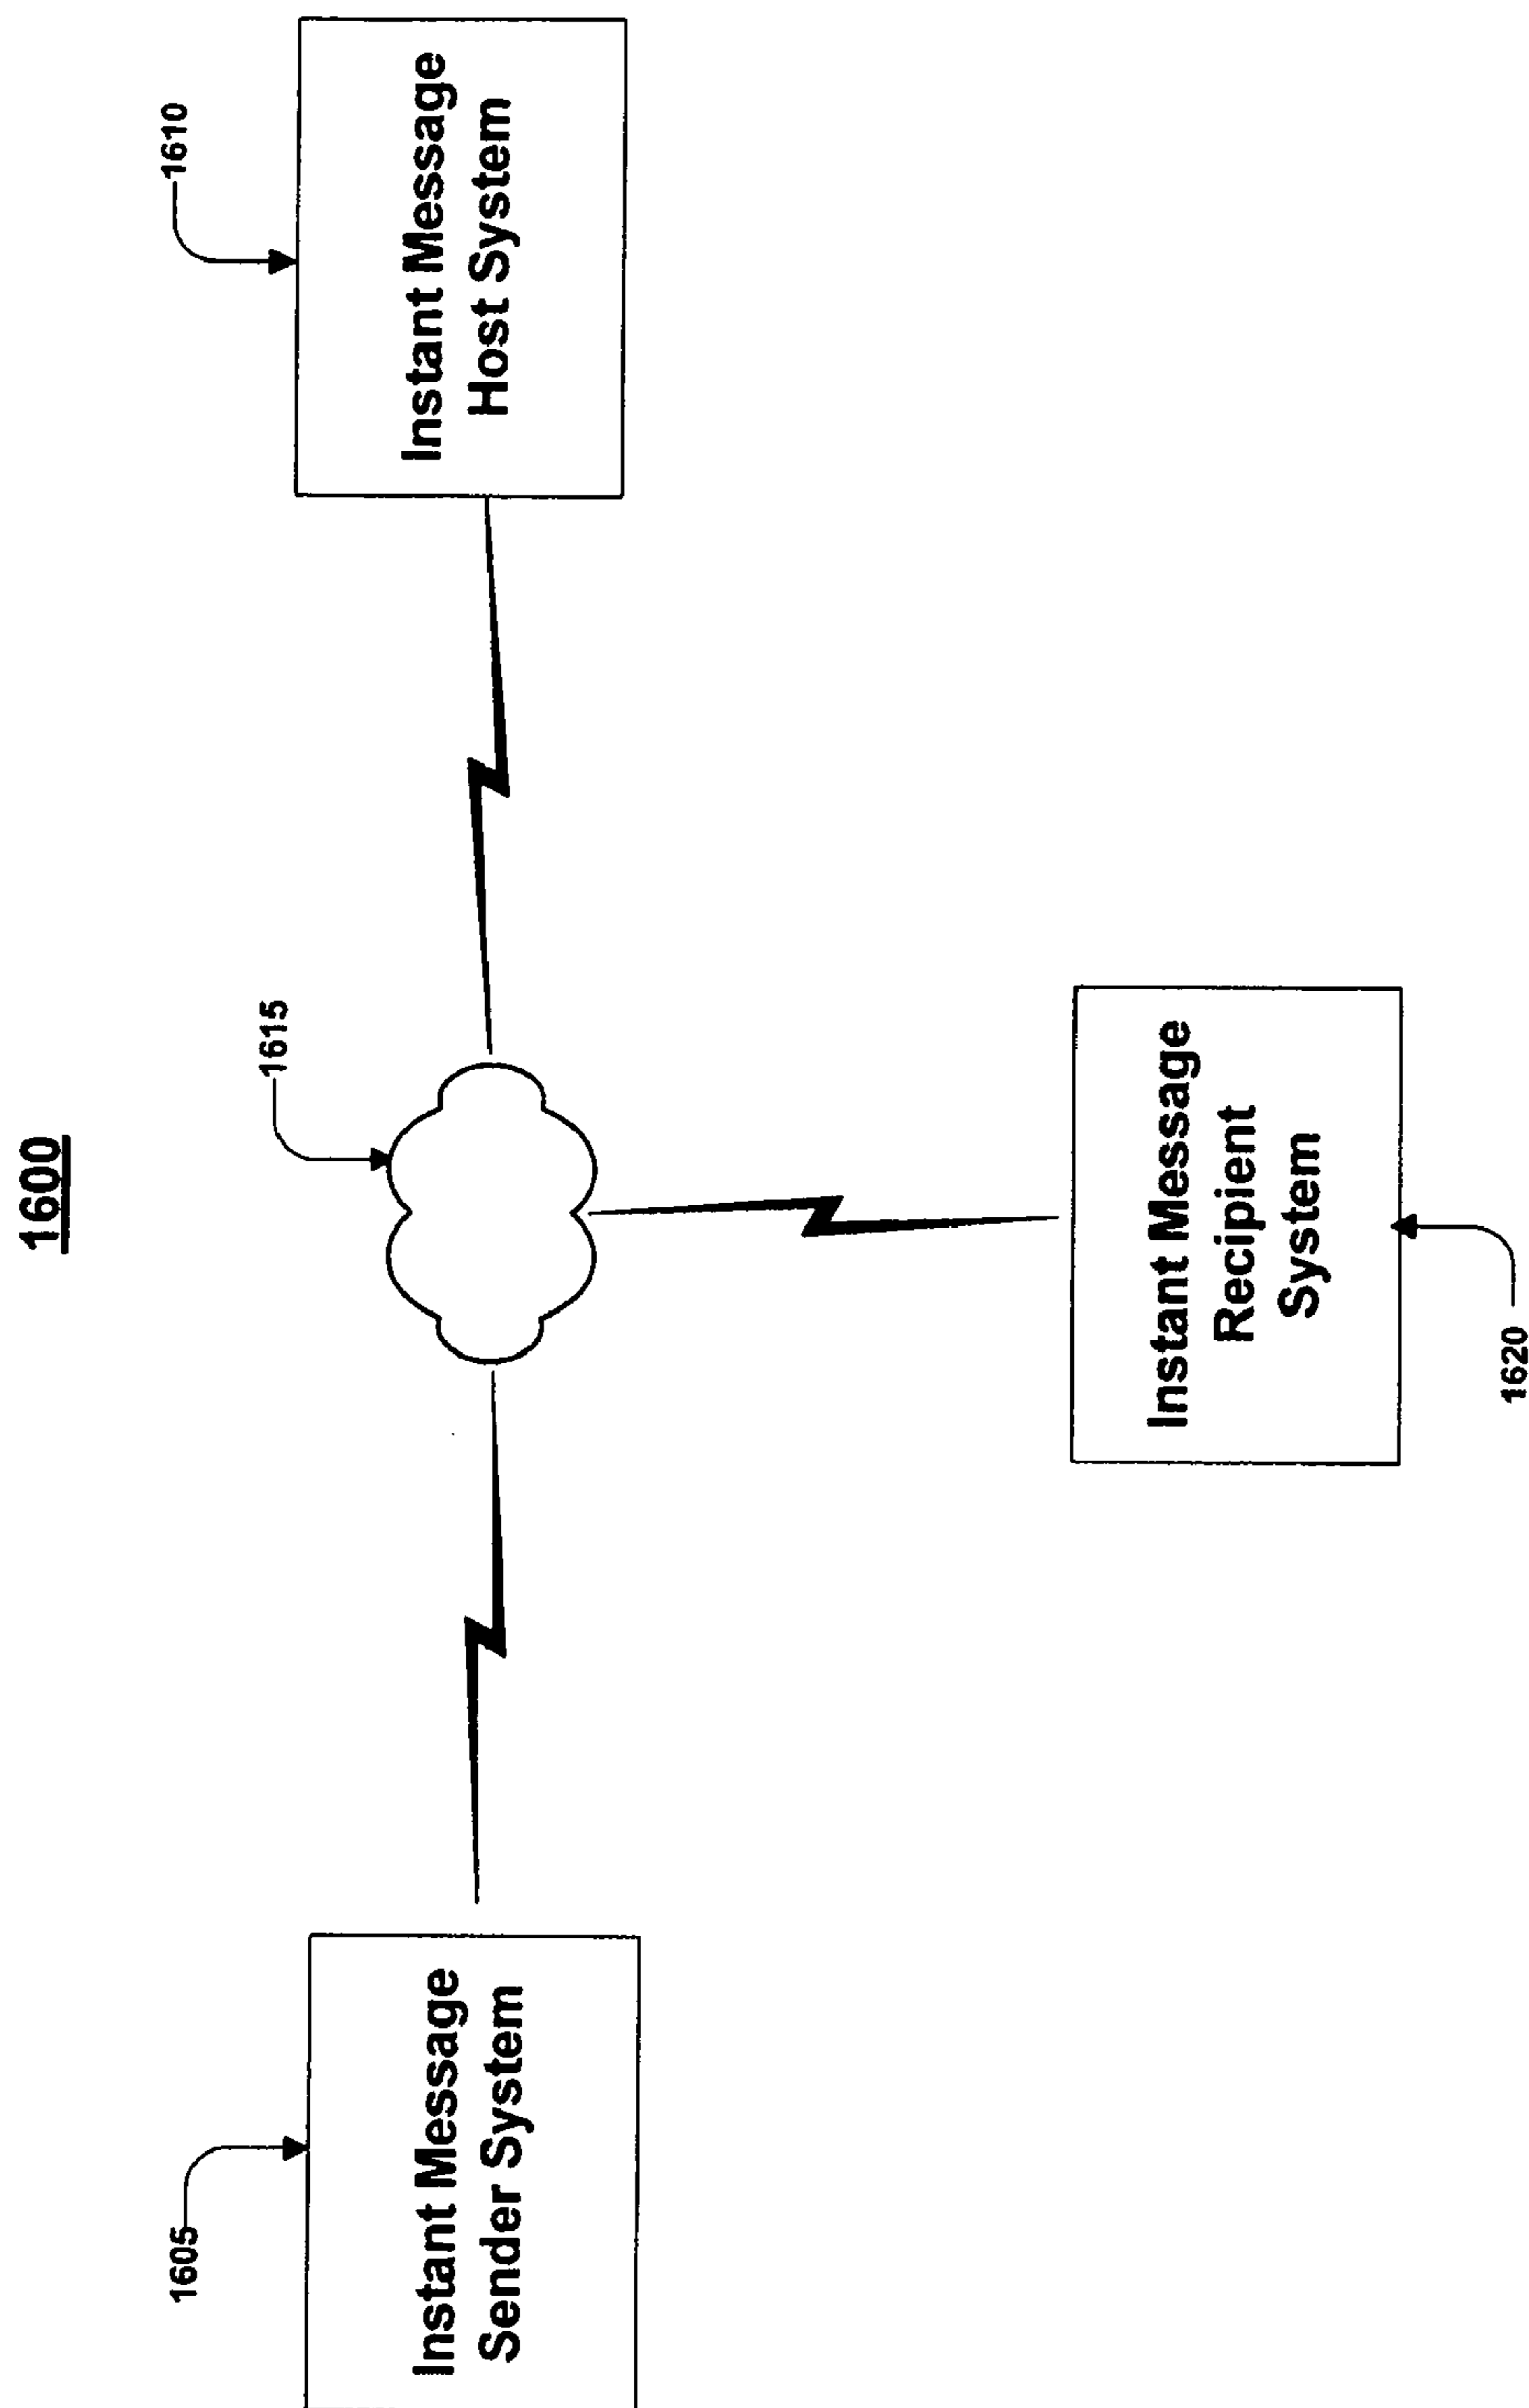 1600
1605
Instant Message
Sender System
1615
1610
Instant Message
Host System
Instant Message
Recipient
System
1620